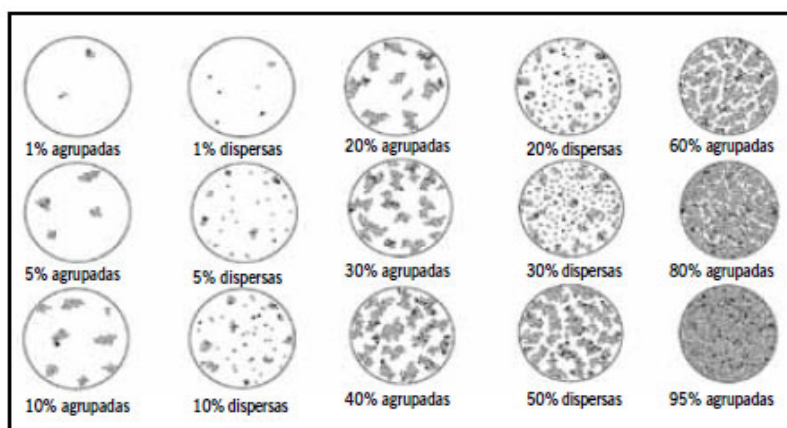 1% agrupadas
1% dispersas
20% agrupadas
20% dispersas
60% agrupadas
5% agrupadas
5% dispersas
30% agrupadas
30% dispersas
80% agrupadas
10% agrupadas
10% dispersas
40% agrupadas
50% dispersas
95% agrupadas